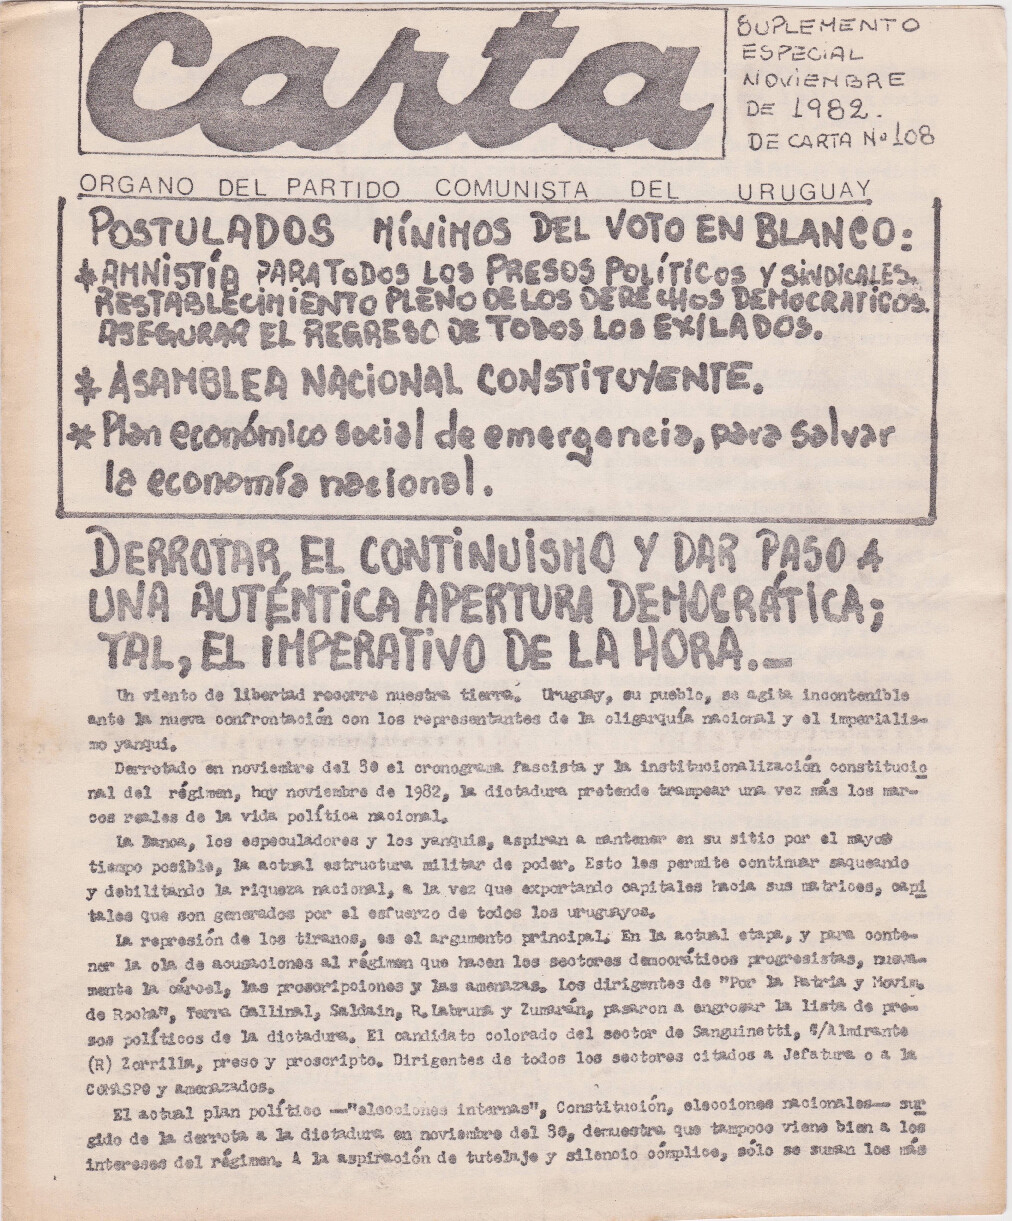 carta
SUPLEMENTO
ESPECIAL
NOVIEMBRE
DE 1982.
DE CARTA Nº 108
ORGANO DEL PARTIDO COMUNISTA DEL URUGUAY
POSTULADOS MÍNIMOS DEL VOTO EN BLANCO:
* AMNISTÍA PARA TODOS LOS PRESOS POLÍTICOS Y SINDICALES.
RESTABLECIMIENTO PLENO DE LOS DERECHOS DEMOCRATICOS.
ASEGURAR EL REGRESO DE TODOS LOS EXILADOS.
* ASAMBLEA NACIONAL CONSTITUYENTE.
* Plan económico social de emergencia, para salvar
la economía nacional.
DERROTAR EL CONTINUISMO Y DAR PASO A
UNA AUTÉNTICA APERTURA DEMOCRÁTICA;
TAL, EL IMPERATIVO DE LA HORA._
Un viento de libertad recorre nuestra tierra. Uruguay, su pueblo, se agita incontenible
ante la nueva confrontación con los representantes de la oligarquía nacional y el imperialis-
mo yanqui.
Derrotado en noviembre del 80 el cronograma fascista y la institucionalización constitucio
nal del régimen, hoy noviembre de 1982, la dictadura pretende trampear una vez más los mar-
cos reales de la vida política nacional.
La Banca, los especuladores y los yanquis, aspiran a mantener en su sitio por el mayor
tiempo posible, la actual estructura militar de poder. Esto les permite continuar saqueando
y debilitando la riqueza nacional, a la vez que exportando capitales hacia sus matrices, capi
tales que son generados por el esfuerzo de todos los uruguayos.
La represión de los tiranos, es el argumento principal. En la actual etapa, y para conte-
ner la ola de acusaciones al régimen que hacen los sectores democráticos progresistas, nueva-
mente la cárcel, las proscripciones y las amenazas. Los dirigentes de "Por la Patria y Movim.
de Rocha", Terra Gallinal, Saldain, R.Labrura y Zumarán, pasaron a engrosar la lista de pre-
sos políticos de la dictadura. El candidato colorado del sector de Sanguinetti, C/Almirante
(R) Zorrilla, preso y proscripto. Dirigentes de todos los sectores citados a Jefatura o a la
COMASPO y amenazados.
El actual plan político —"elecciones internas", Constitución, elecciones nacionales— sur
gido de la derrota a la dictadura en noviembre del 80, demuestra que tampoco viene bien a los
intereses del régimen. A la aspiración de tutelaje y silencio cómplice, sólo se suman los más